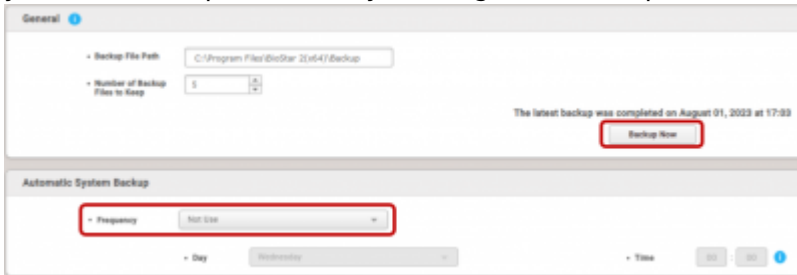 General
• Backup File Path
C:\Program Files\BioStar 2(x64)\Backup
• Number of Backup
Files to Keep
5
The latest backup was completed on August 01, 2023 at 17:03
Backup Now
Automatic System Backup
• Frequency
Not Use
• Day
Wednesday
• Time
00 : 00